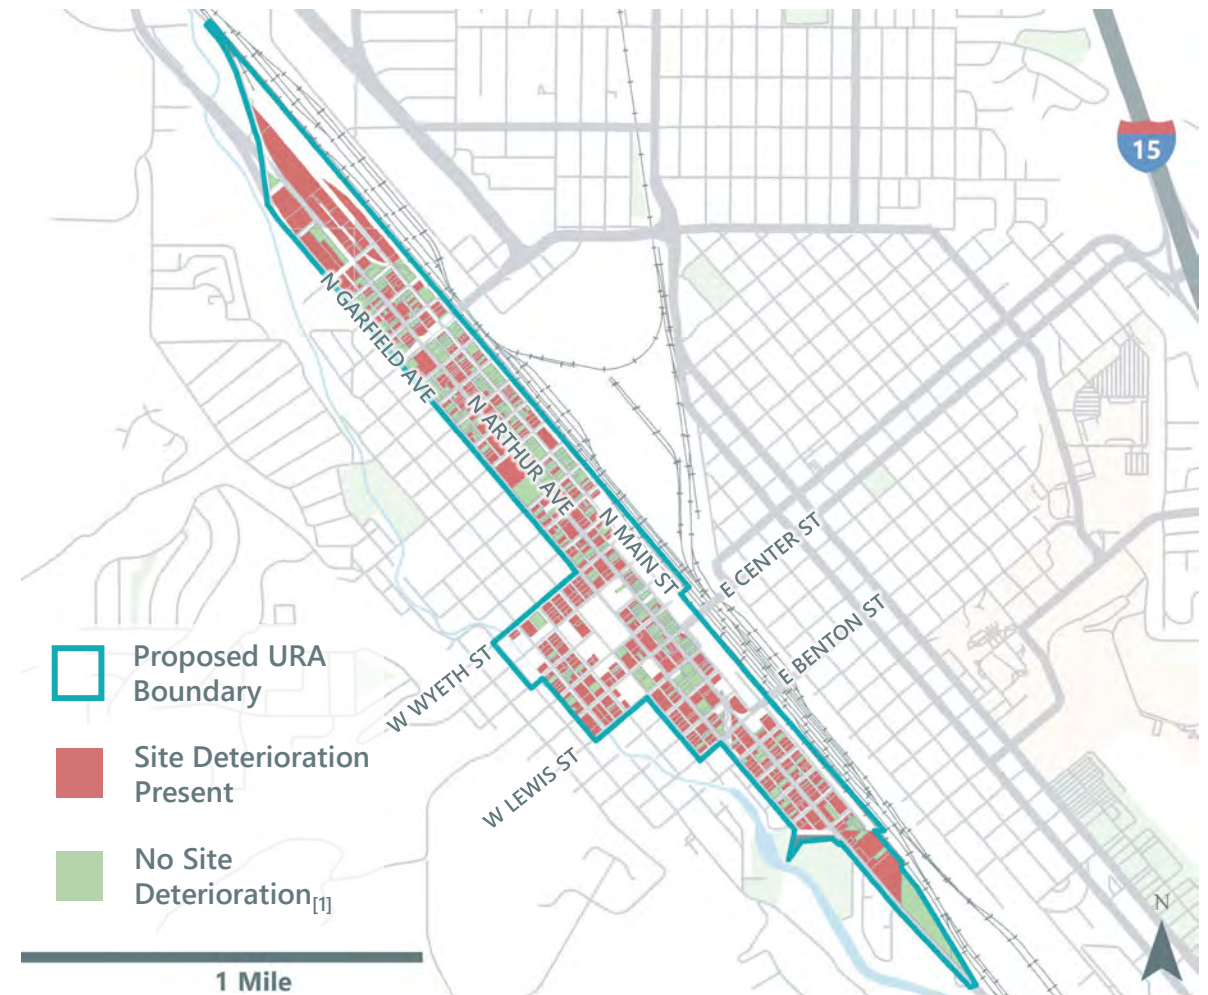 15
N GARFIELD AVE
N ARTHUR AVE
N MAIN ST
E CENTER ST
E BENTON ST
W WYETH ST
W LEWIS ST
Proposed URA
Boundary
Site Deterioration
Present
No Site
Deterioration[1]
1 Mile
N